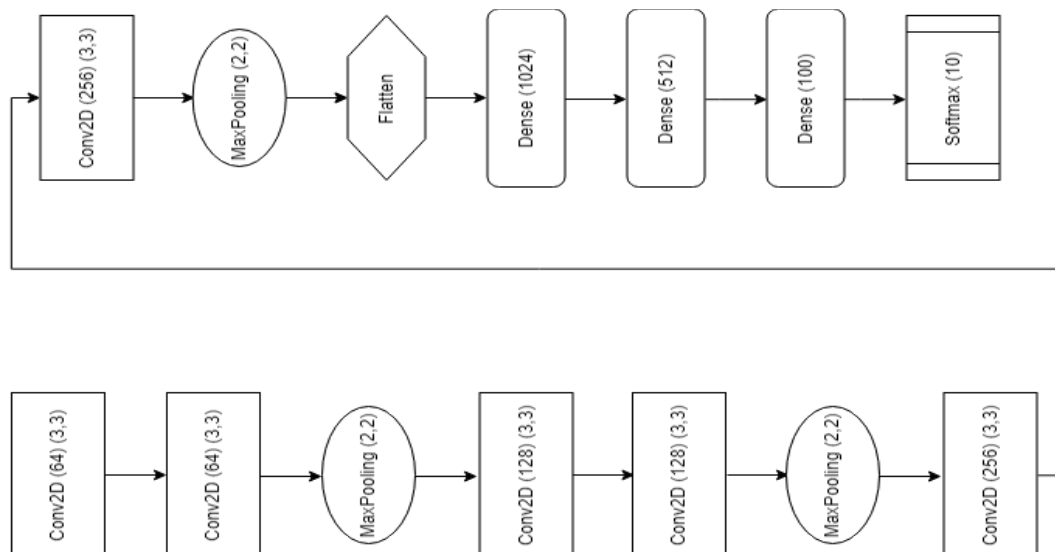 Conv2D (256) (3,3)
MaxPooling (2,2)
Flatten
Dense (1024)
Dense (512)
Dense (100)
Softmax (10)
Conv2D (64) (3,3)
Conv2D (64) (3,3)
MaxPooling (2,2)
Conv2D (128) (3,3)
Conv2D (128) (3,3)
MaxPooling (2,2)
Conv2D (256) (3,3)